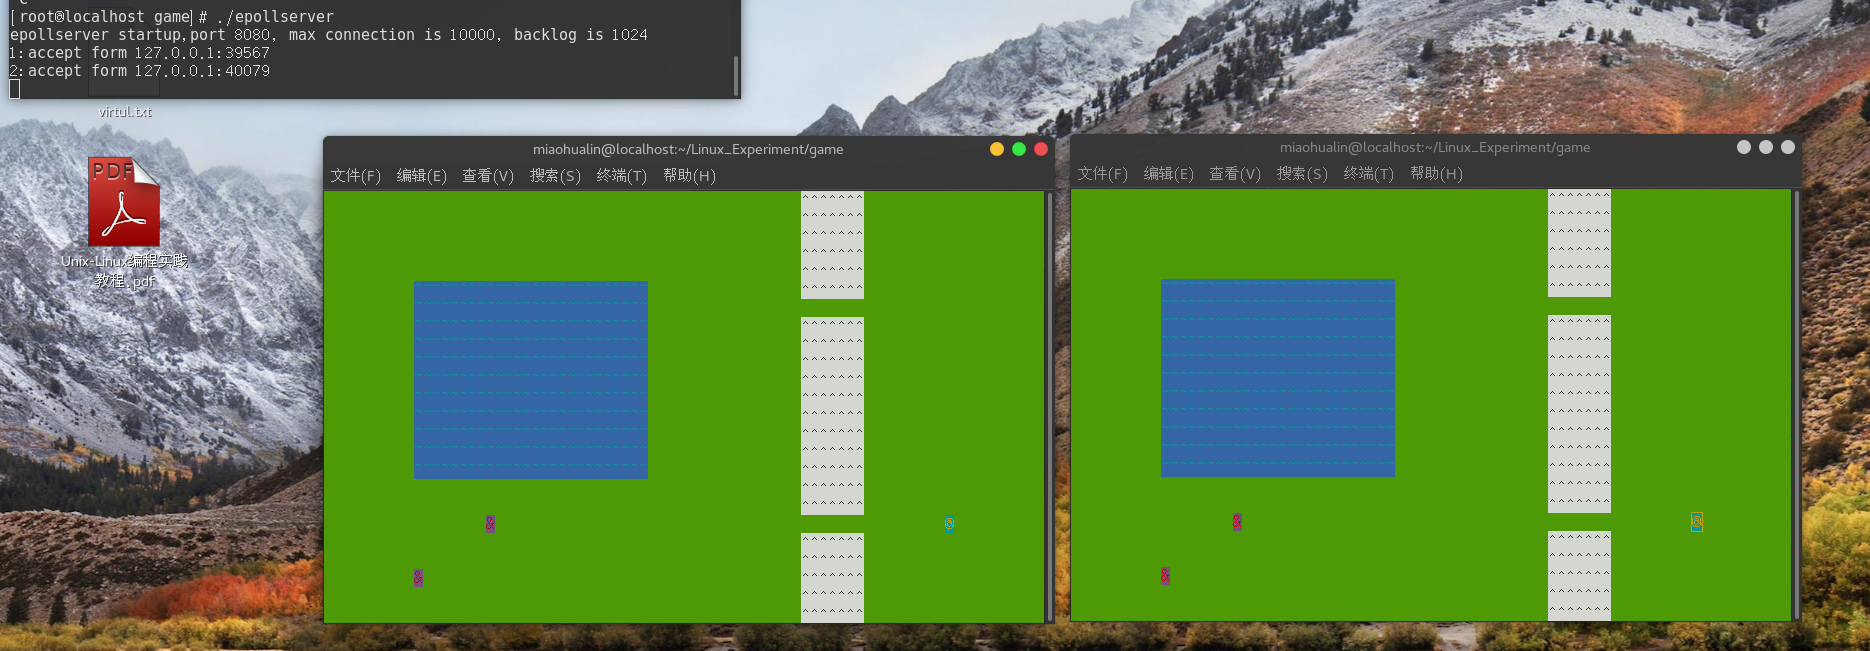 [root@localhost game]# ./epollserver
epollserver startup,port 8080, max connection is 10000, backlog is 1024
1:accept form 127.0.0.1:39567
2:accept form 127.0.0.1:40079
virtul.txt
PDF
Unix-Linux编程实践
教程.pdf
miaohualin@localhost:~/Linux_Experiment/game
文件(F) 编辑(E) 查看(V) 搜索(S) 终端(T) 帮助(H)
miaohualin@localhost:~/Linux_Experiment/game
文件(F) 编辑(E) 查看(V) 搜索(S) 终端(T) 帮助(H)